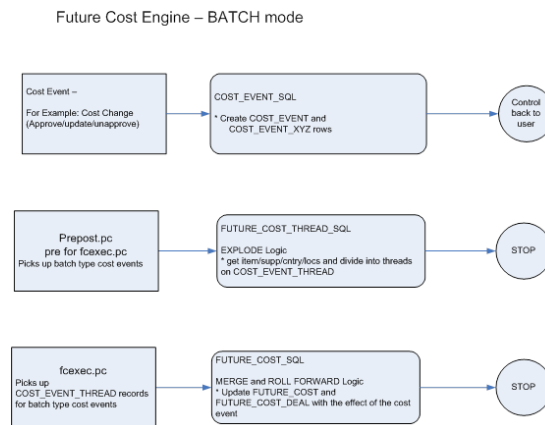 Future Cost Engine – BATCH mode
Cost Event –
For Example: Cost Change
(Approve/update/unapprove)
COST_EVENT_SQL
* Create COST_EVENT and
COST_EVENT_XYZ rows
Control
back to
user
Prepost.pc
pre for fcexec.pc
Picks up batch type cost events
FUTURE_COST_THREAD_SQL
EXPLODE Logic
* get item/supp/cntry/locs and divide into threads
on COST_EVENT_THREAD
STOP
fcexec.pc
Picks up
COST_EVENT_THREAD records
for batch type cost events
FUTURE_COST_SQL
MERGE and ROLL FORWARD Logic
* Update FUTURE_COST and
FUTURE_COST_DEAL with the effect of the cost
event
STOP